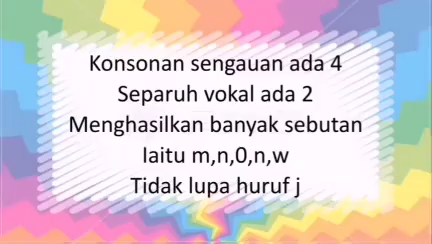 Konsonan sengauan ada 4
Separuh vokal ada 2
Menghasilkan banyak sebutan
Iaitu m,n,0,n,w
Tidak lupa huruf j